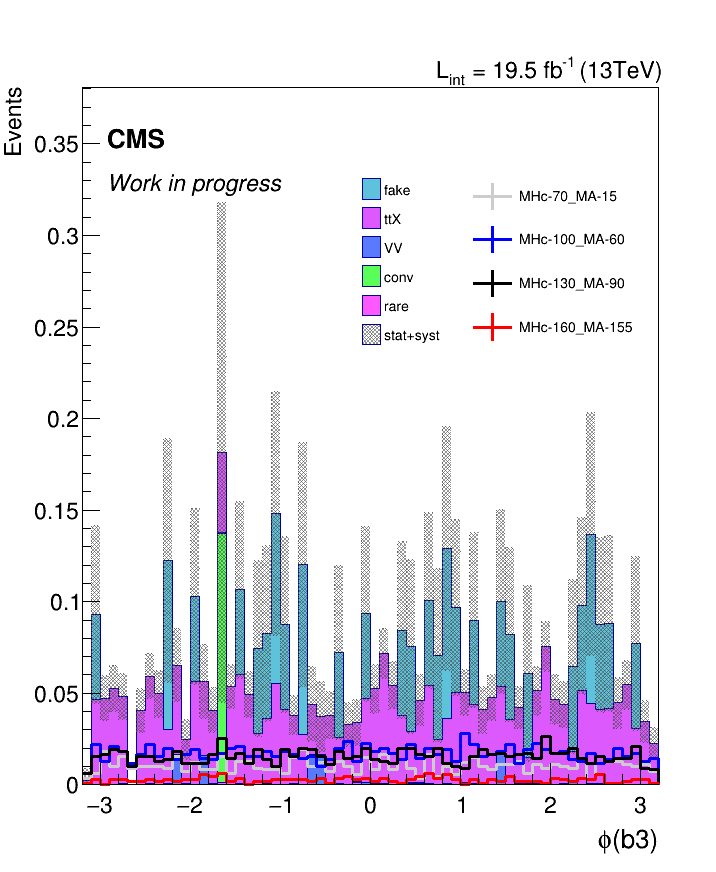 L_int = 19.5 fb^-1 (13TeV)
Events
CMS
Work in progress
fake
ttX
VV
conv
rare
stat+syst
MHc-70_MA-15
MHc-100_MA-60
MHc-130_MA-90
MHc-160_MA-155
0.35
0.3
0.25
0.2
0.15
0.1
0.05
0
−3 −2 −1 0 1 2 3
ϕ(b3)